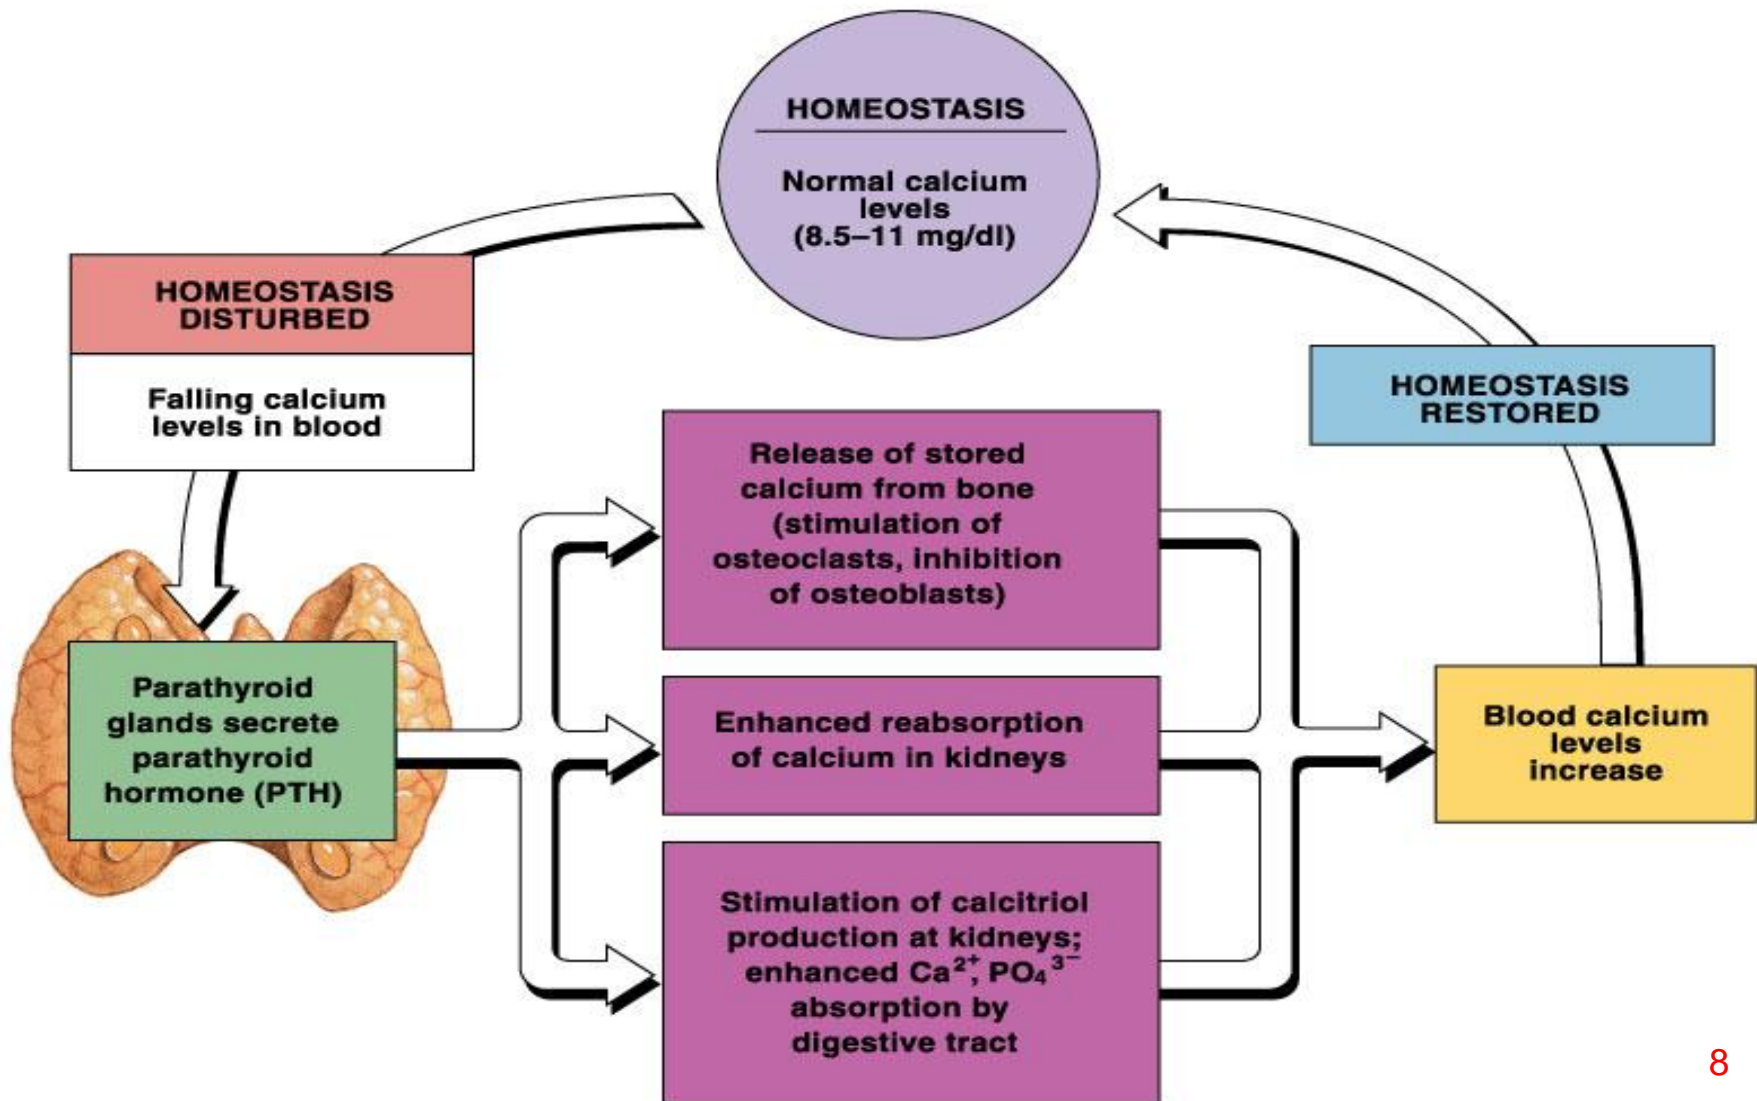 HOMEOSTASIS
Normal calcium
levels
(8.5–11 mg/dl)
HOMEOSTASIS
DISTURBED
Falling calcium
levels in blood
Parathyroid
glands secrete
parathyroid
hormone (PTH)
Release of stored
calcium from bone
(stimulation of
osteoclasts, inhibition
of osteoblasts)
Enhanced reabsorption
of calcium in kidneys
Stimulation of calcitriol
production at kidneys;
enhanced Ca²⁺, PO₄³⁻
absorption by
digestive tract
Blood calcium
levels
increase
HOMEOSTASIS
RESTORED
8